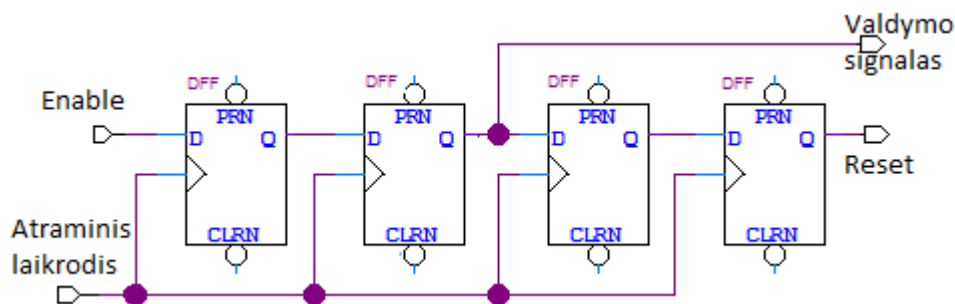 Valdymo
signalas
DFF
DFF
DFF
DFF
Enable
PRN
PRN
PRN
PRN
D
Q
D
Q
D
Q
D
Q
Reset
CLRN
CLRN
CLRN
CLRN
Atraminis
laikrodis